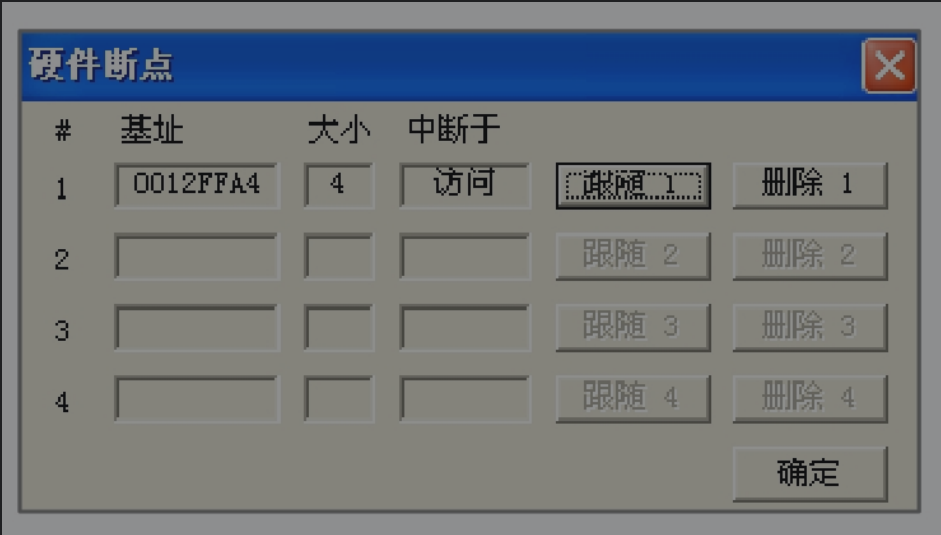 硬件断点
# 基址 大小 中断于
1 0012FFA4 4 访问 跟随 1 删除 1
2 跟随 2 删除 2
3 跟随 3 删除 3
4 跟随 4 删除 4
确定